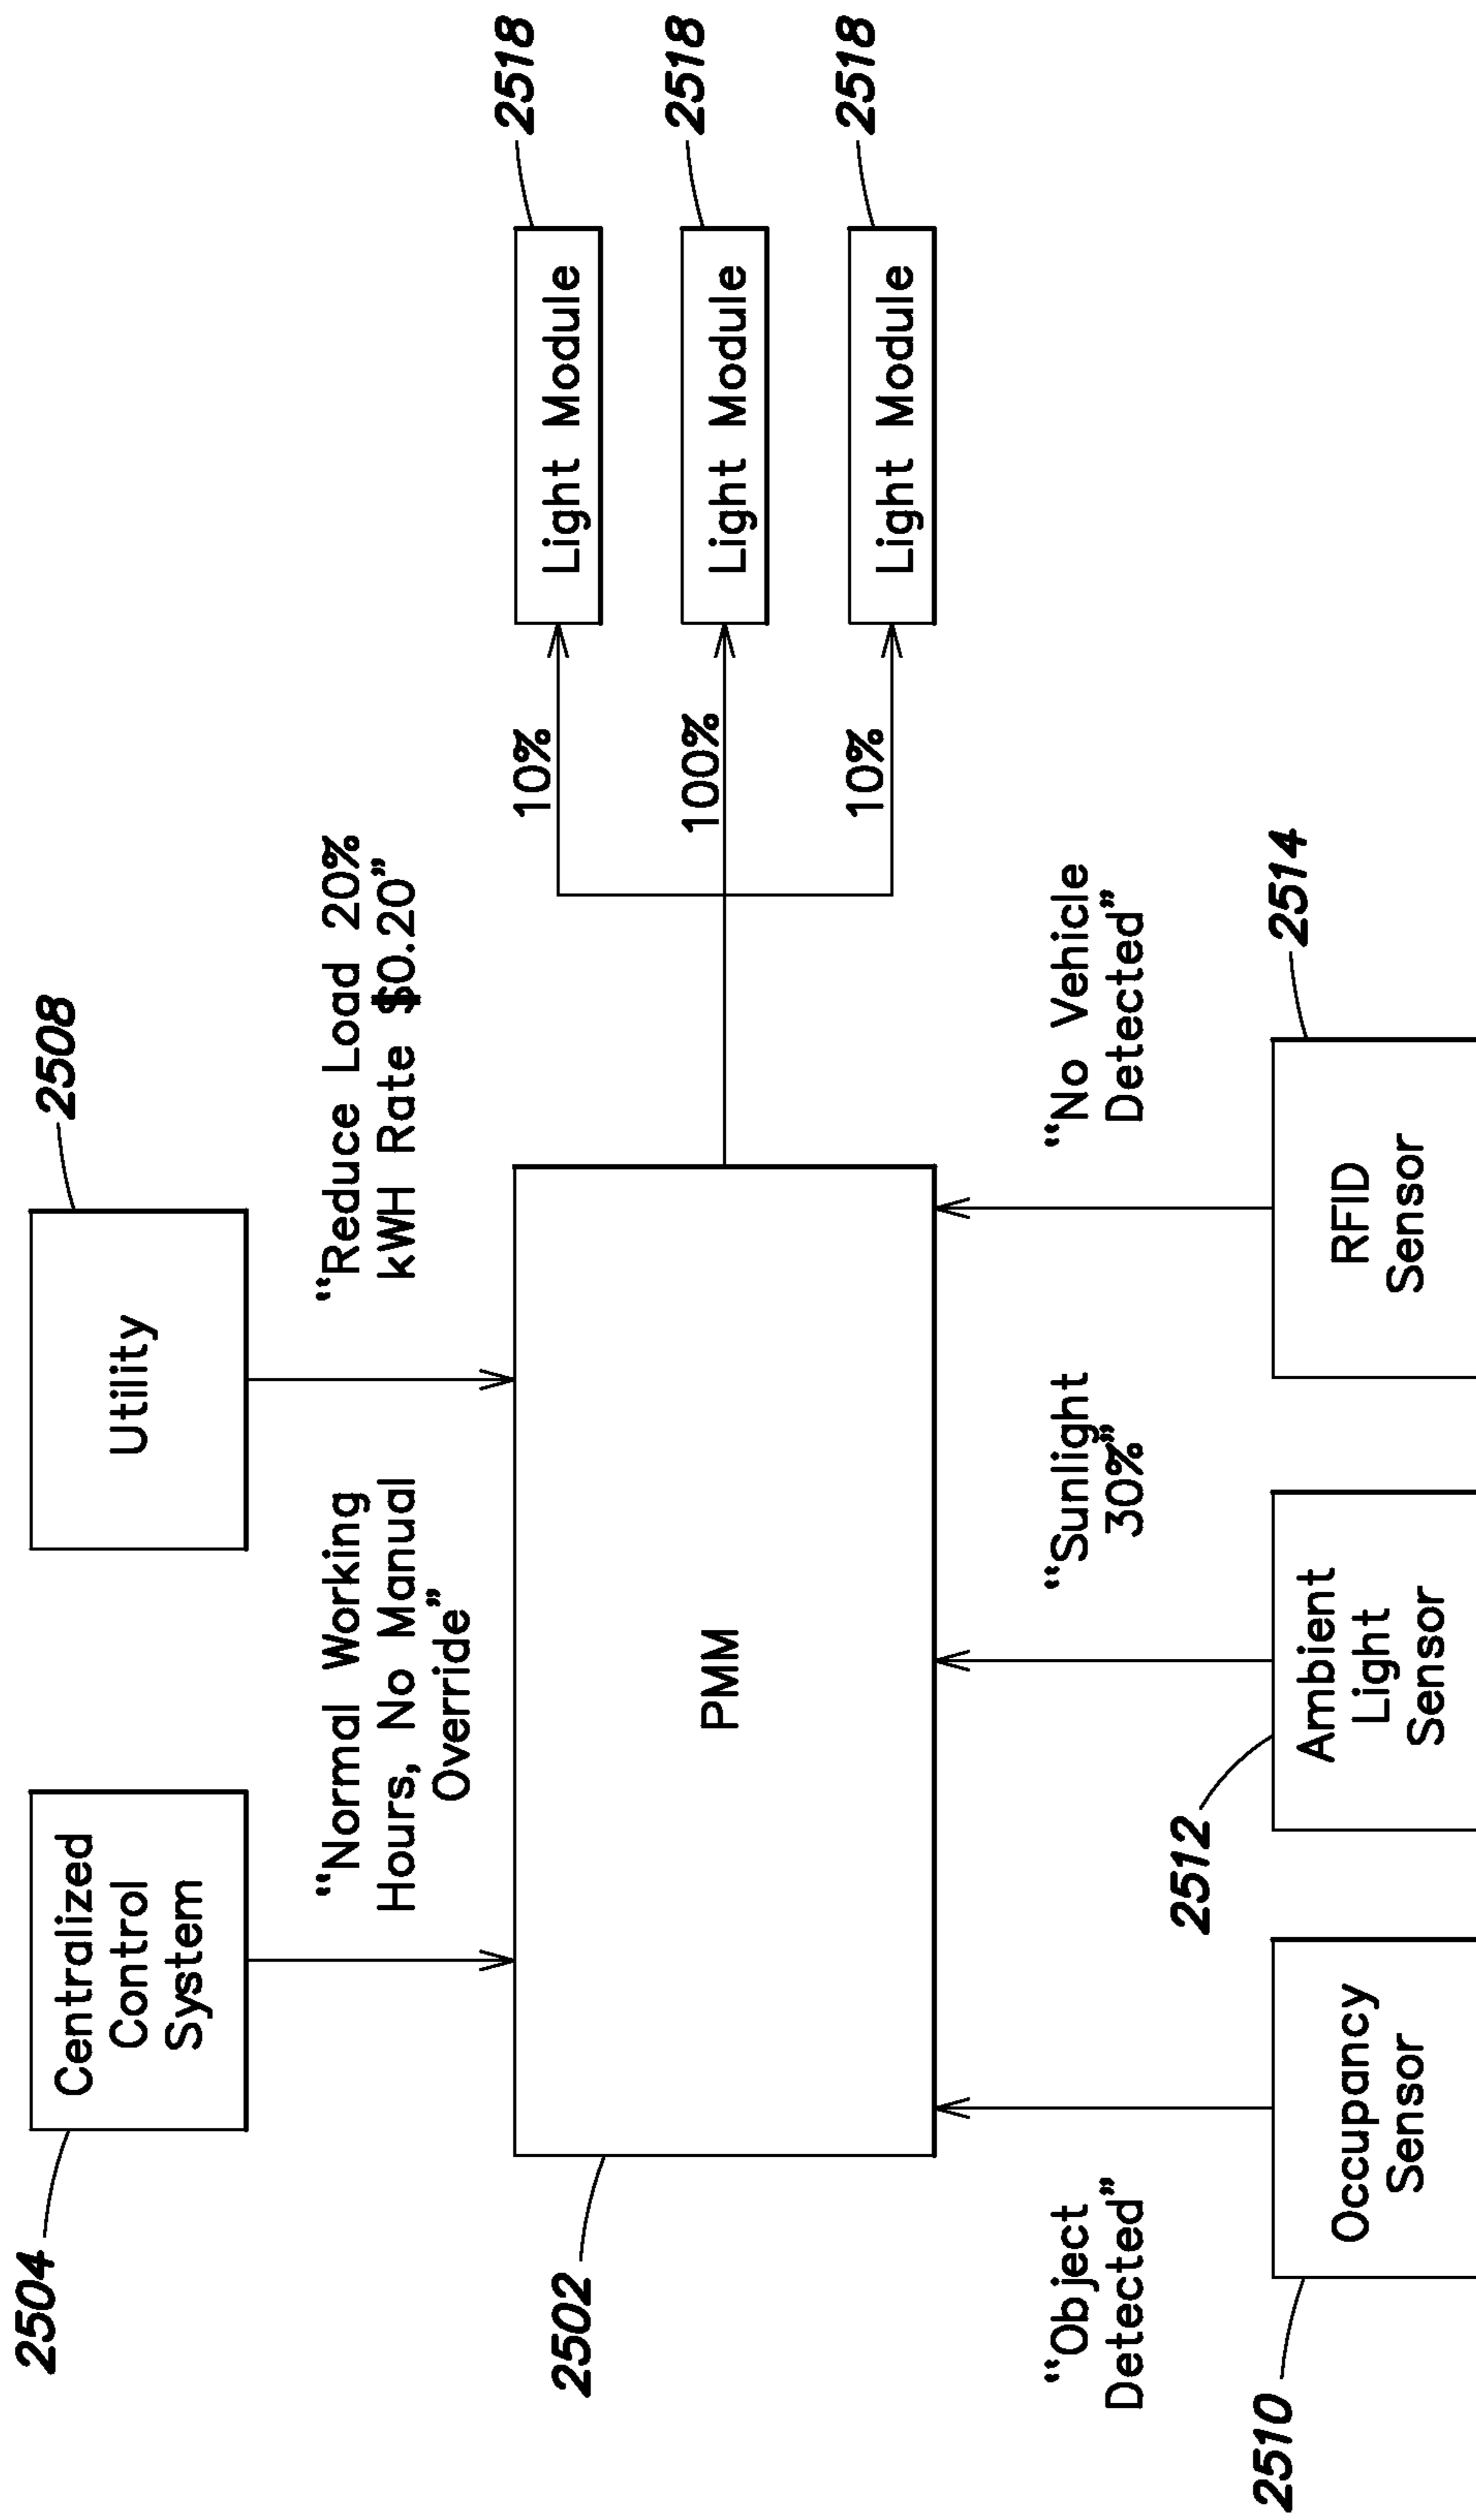 2504
Centralized
Control
System
2508
Utility
“Normal Working
Hours, No Manual
Override”
“Reduce Load 20%
kWH Rate $0.20”
2502
PMM
10%
Light Module
2518
100%
Light Module
2518
10%
Light Module
2518
“Object
Detected”
“Sunlight
30%”
“No Vehicle
Detected”
2510
Occupancy
Sensor
2512
Ambient
Light
Sensor
2514
RFID
Sensor